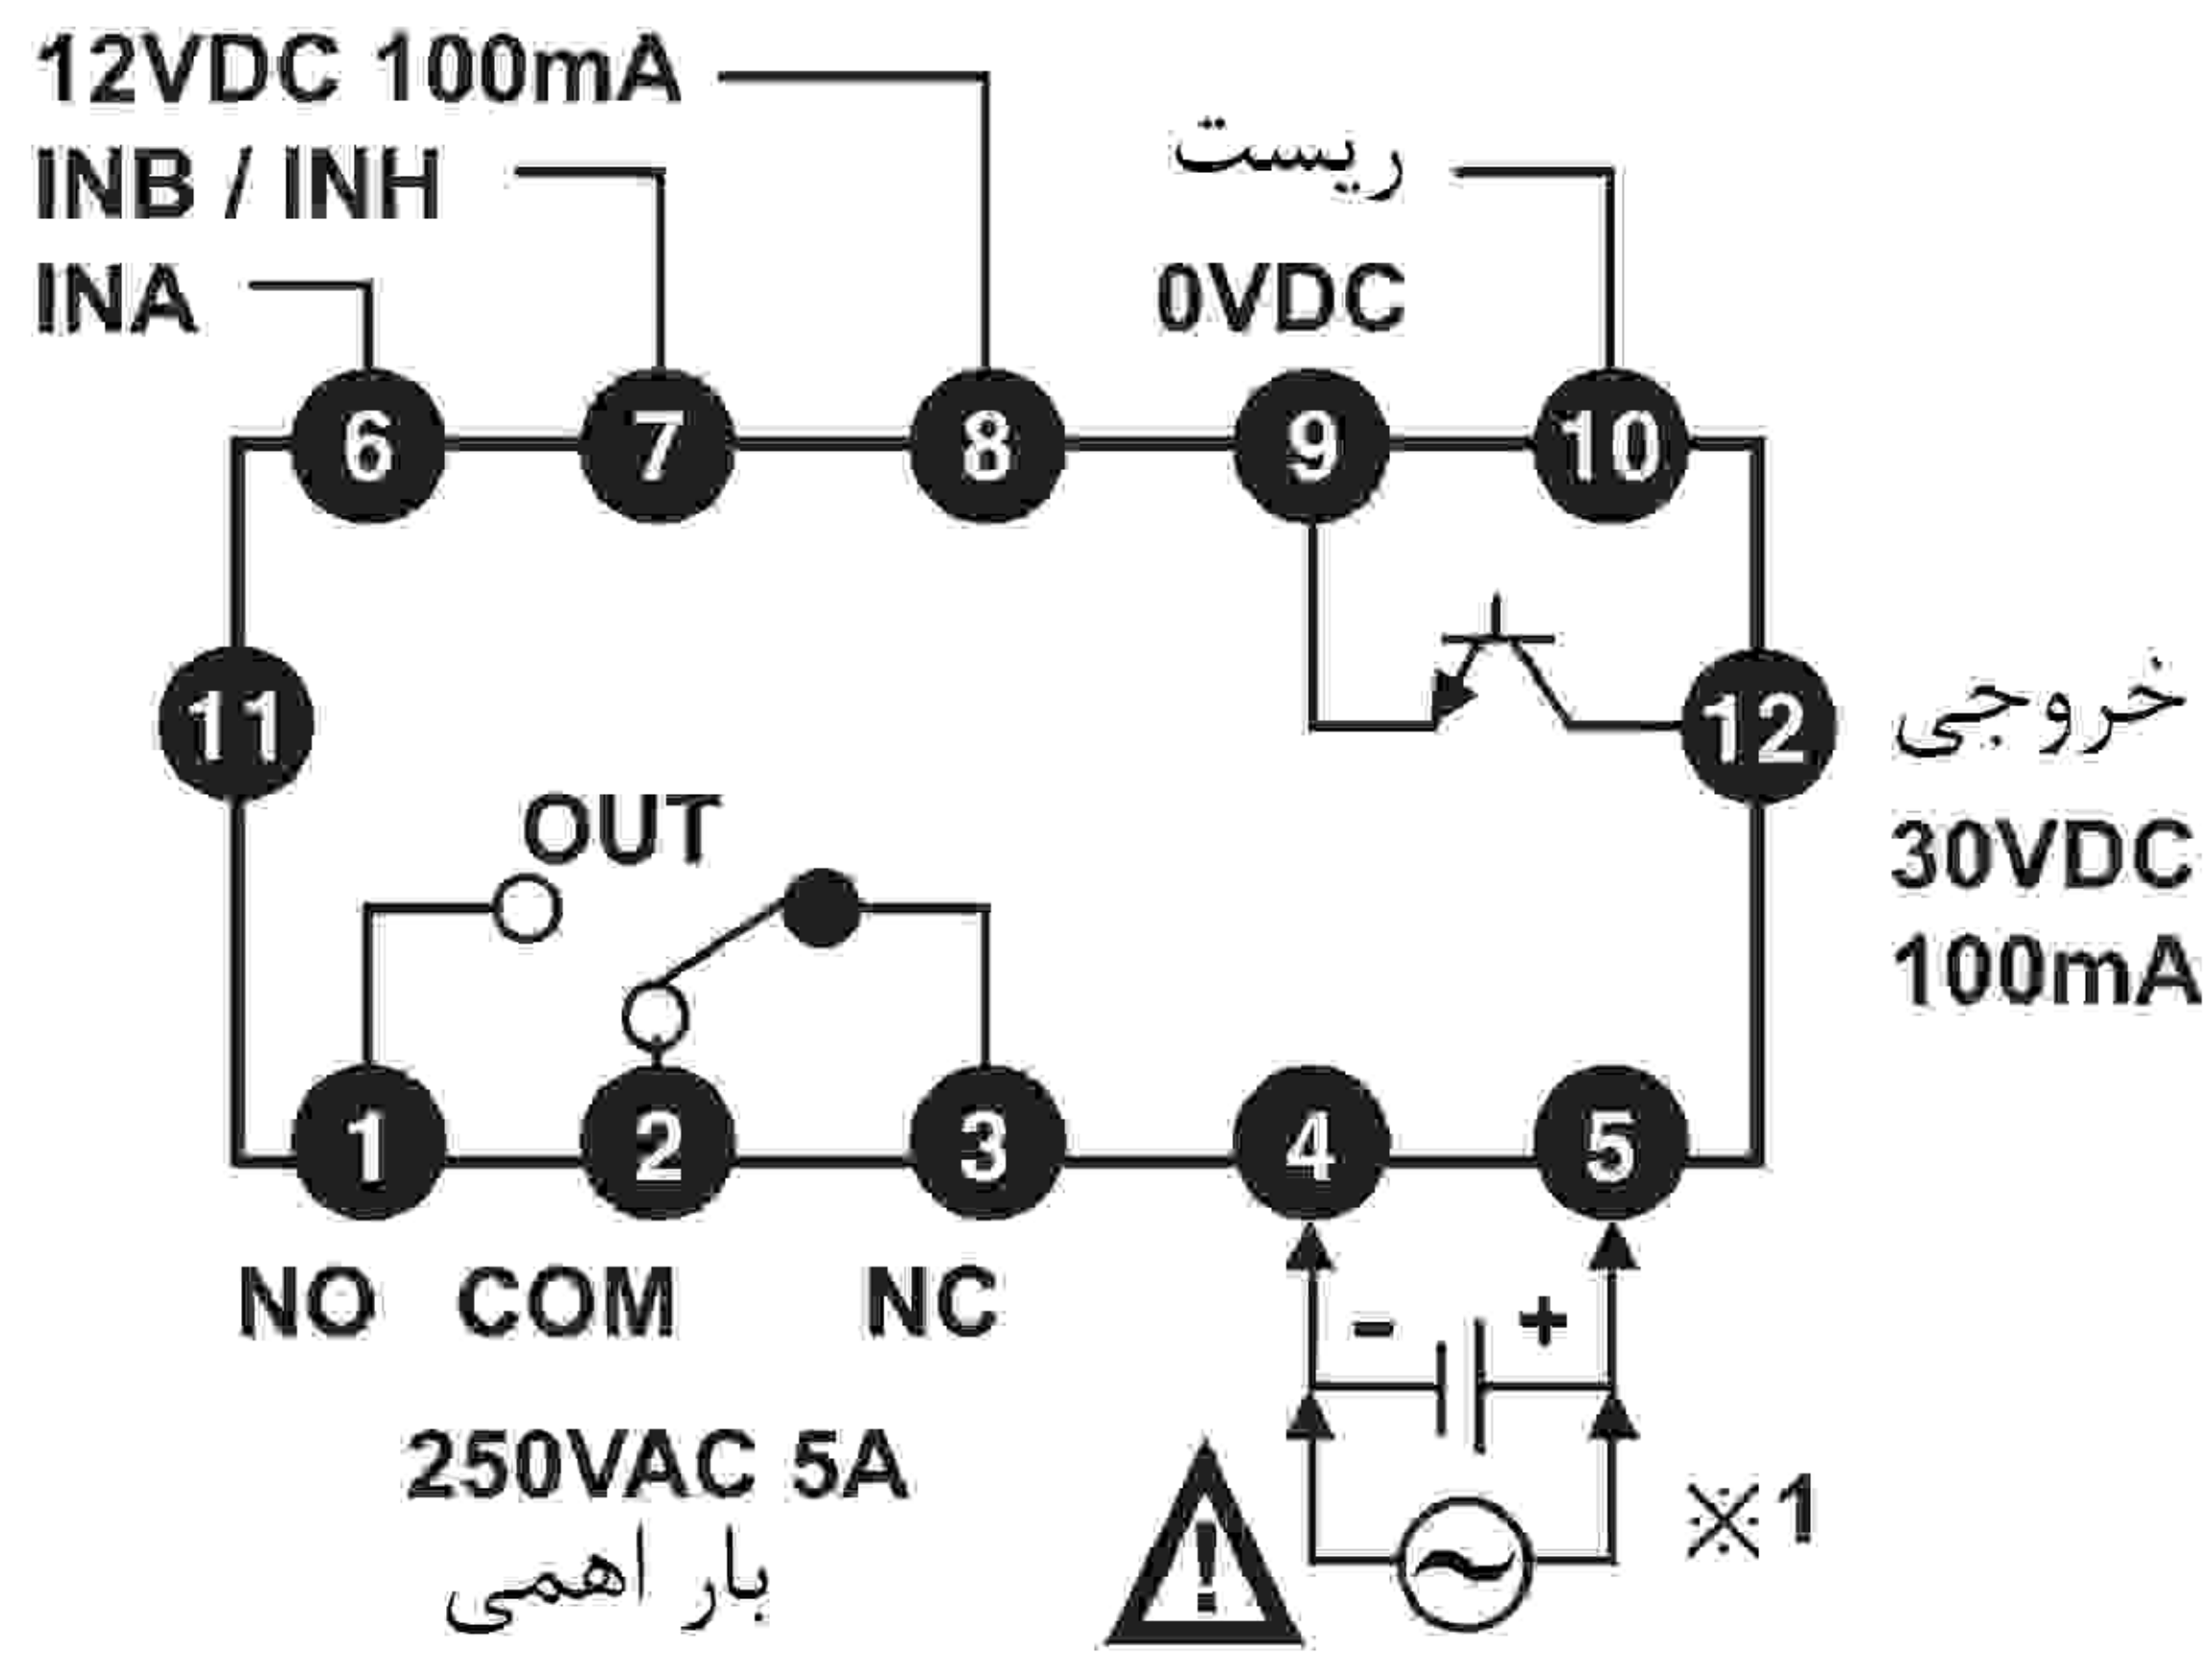 12VDC 100mA
INB / INH
INA
ریست
0VDC
6 7 8 9 10
11
12
خروجی
30VDC
100mA
OUT
1 2 3 4 5
NO COM NC
- +
250VAC 5A
بار اهمی
!
※1